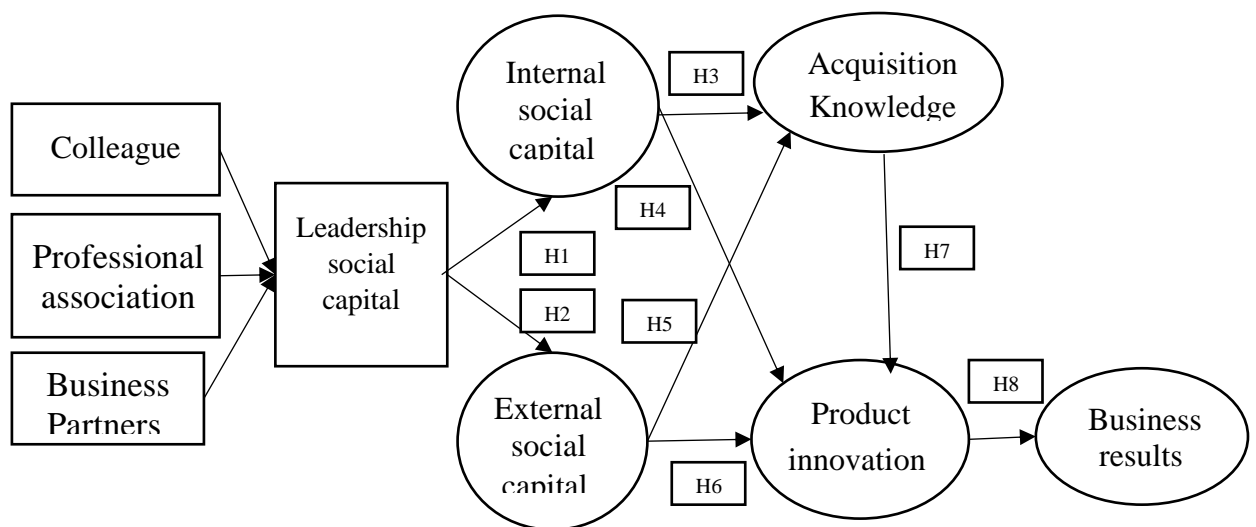 Colleague
Professional
association
Business
Partners
Leadership
social
capital
Internal
social
capital
External
social
capital
H1
H2
H3
H4
H5
H6
Acquisition
Knowledge
H7
Product
innovation
H8
Business
results